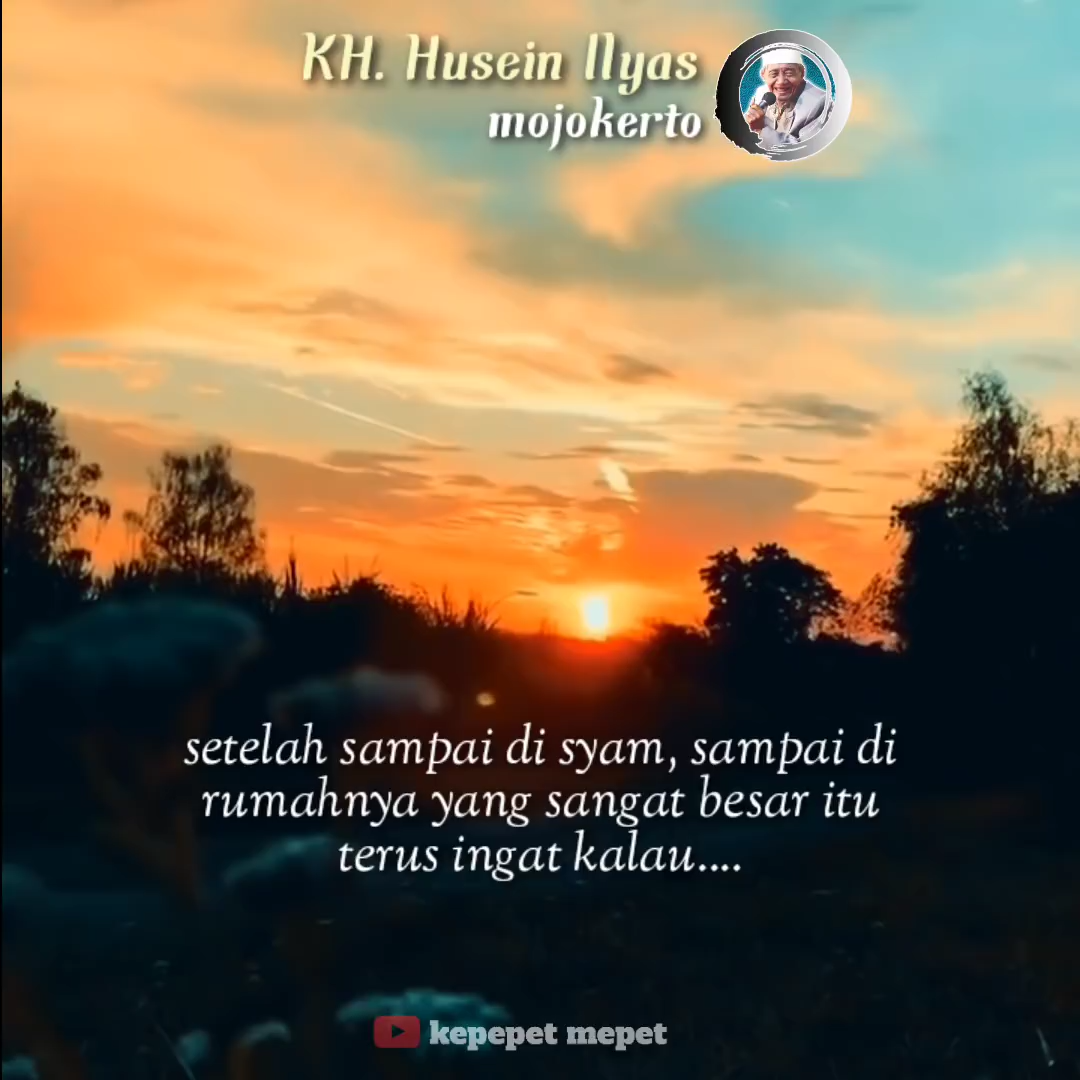 KH. Husein Ilyas
mojokerto
setelah sampai di syam, sampai di
rumahnya yang sangat besar itu
terus ingat kalau....
kepepet mepet